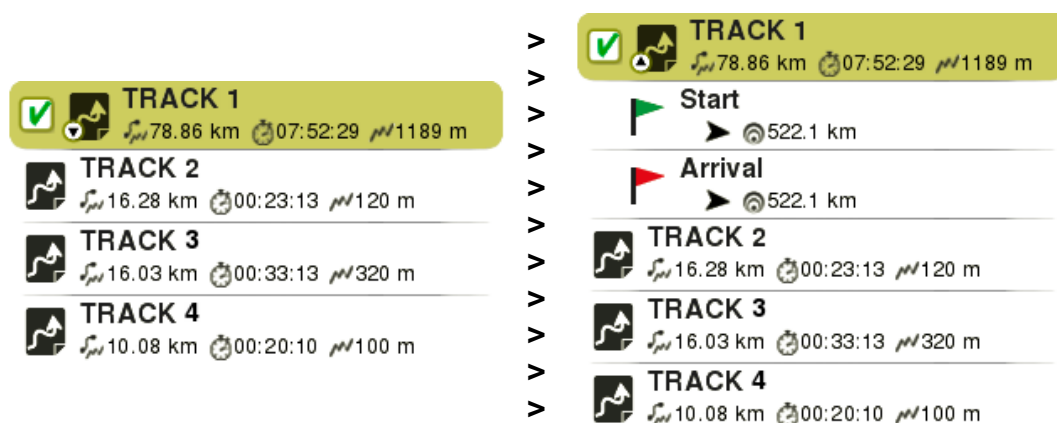 TRACK 1
78.86 km 07:52:29 1189 m
TRACK 2
16.28 km 00:23:13 120 m
TRACK 3
16.03 km 00:33:13 320 m
TRACK 4
10.08 km 00:20:10 100 m
>
>
>
>
>
>
>
>
>
>
>
TRACK 1
78.86 km 07:52:29 1189 m
Start
522.1 km
Arrival
522.1 km
TRACK 2
16.28 km 00:23:13 120 m
TRACK 3
16.03 km 00:33:13 320 m
TRACK 4
10.08 km 00:20:10 100 m